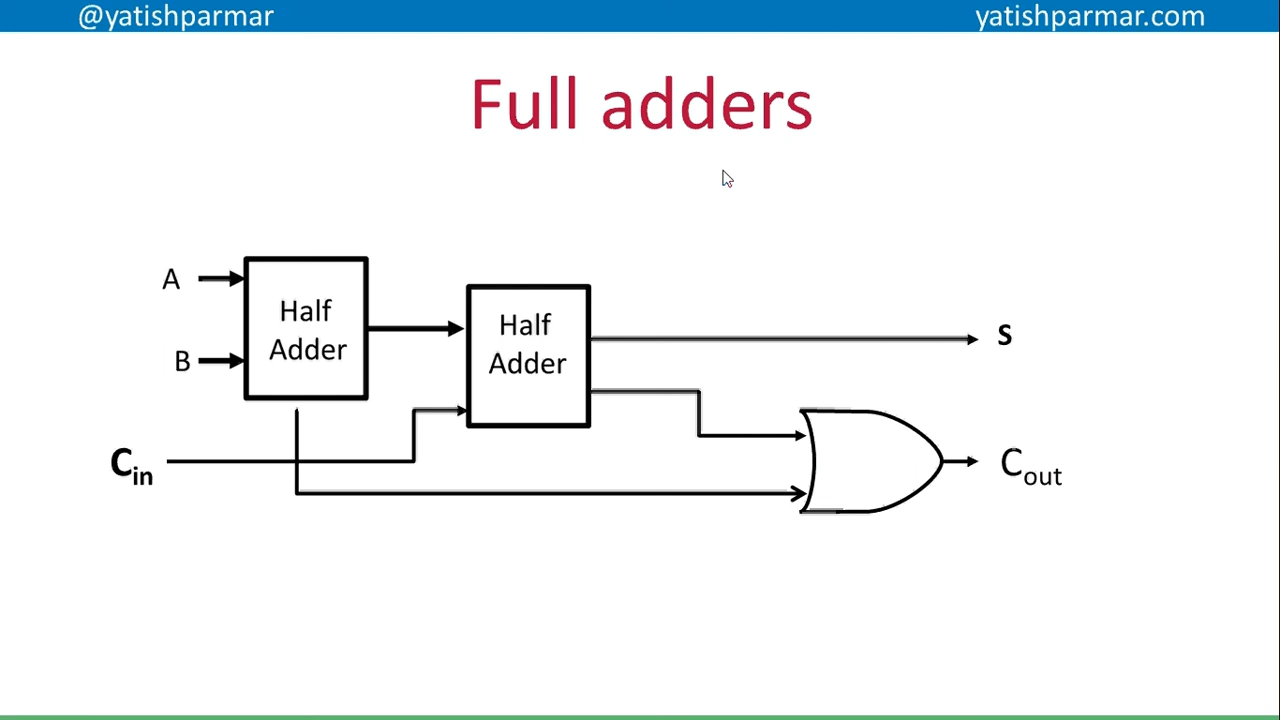 @yatishparmar
yatishparmar.com
Full adders
A
Half
Adder
Half
Adder
S
B
Cin
Cout